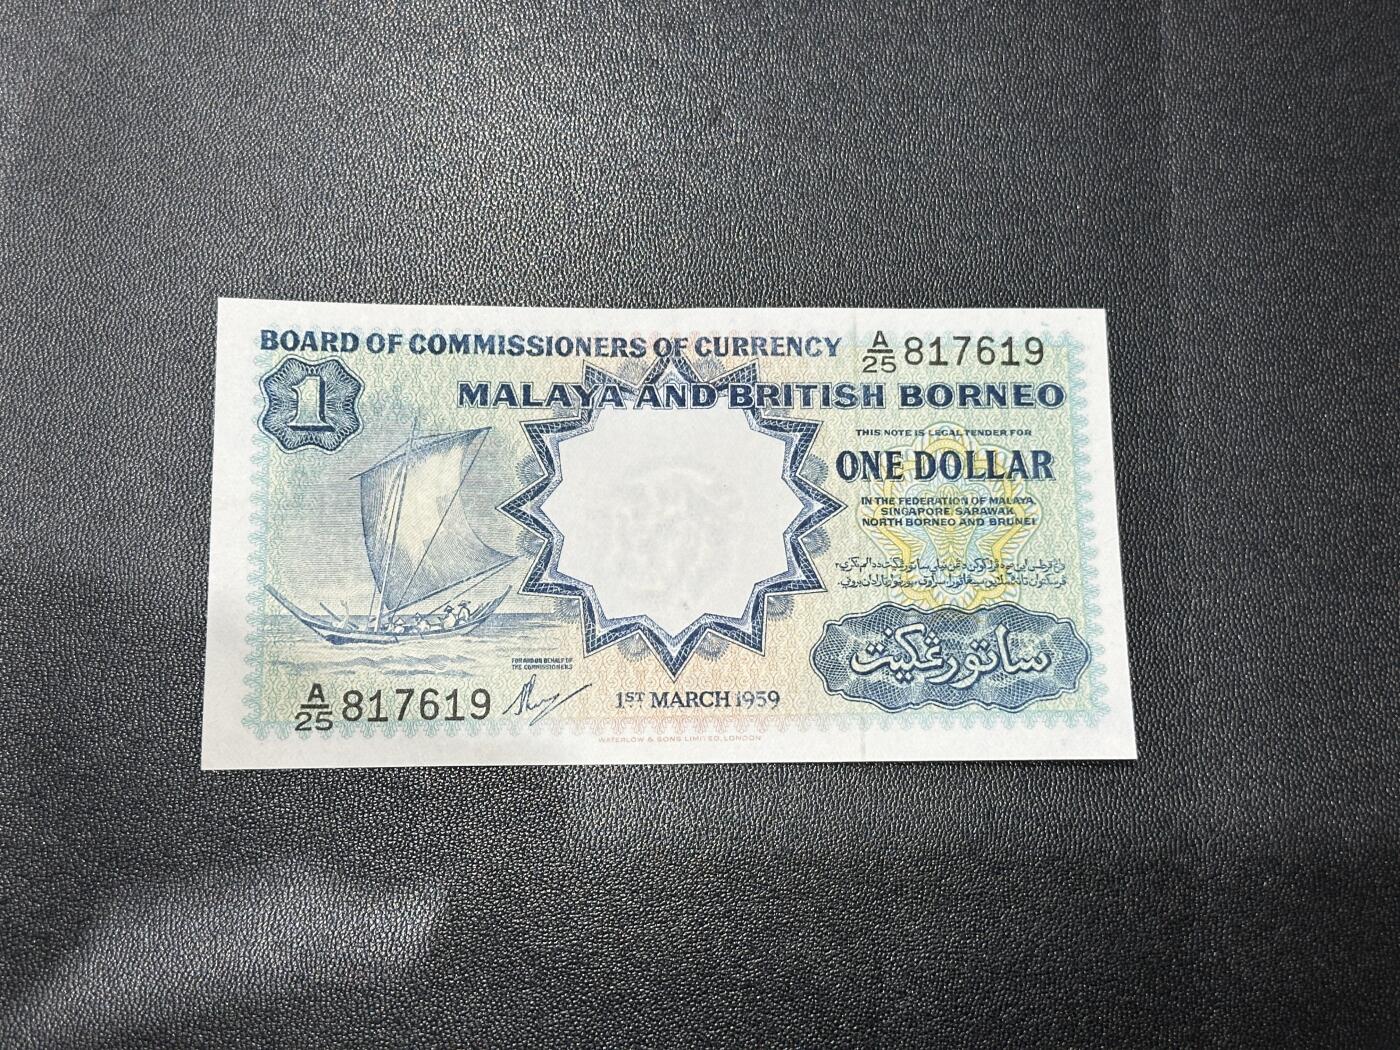 BOARD OF COMMISSIONERS OF CURRENCY
A/25 817619
MALAYA AND BRITISH BORNEO
1
THIS NOTE IS LEGAL TENDER FOR
ONE DOLLAR
IN THE FEDERATION OF MALAYA,
SINGAPORE, SARAWAK,
NORTH BORNEO AND BRUNEI
ساتو رڠݢيت
FOR AND ON BEHALF OF
THE COMMISSIONERS
A/25 817619
1ST MARCH 1959
WATERLOW & SONS LIMITED, LONDON